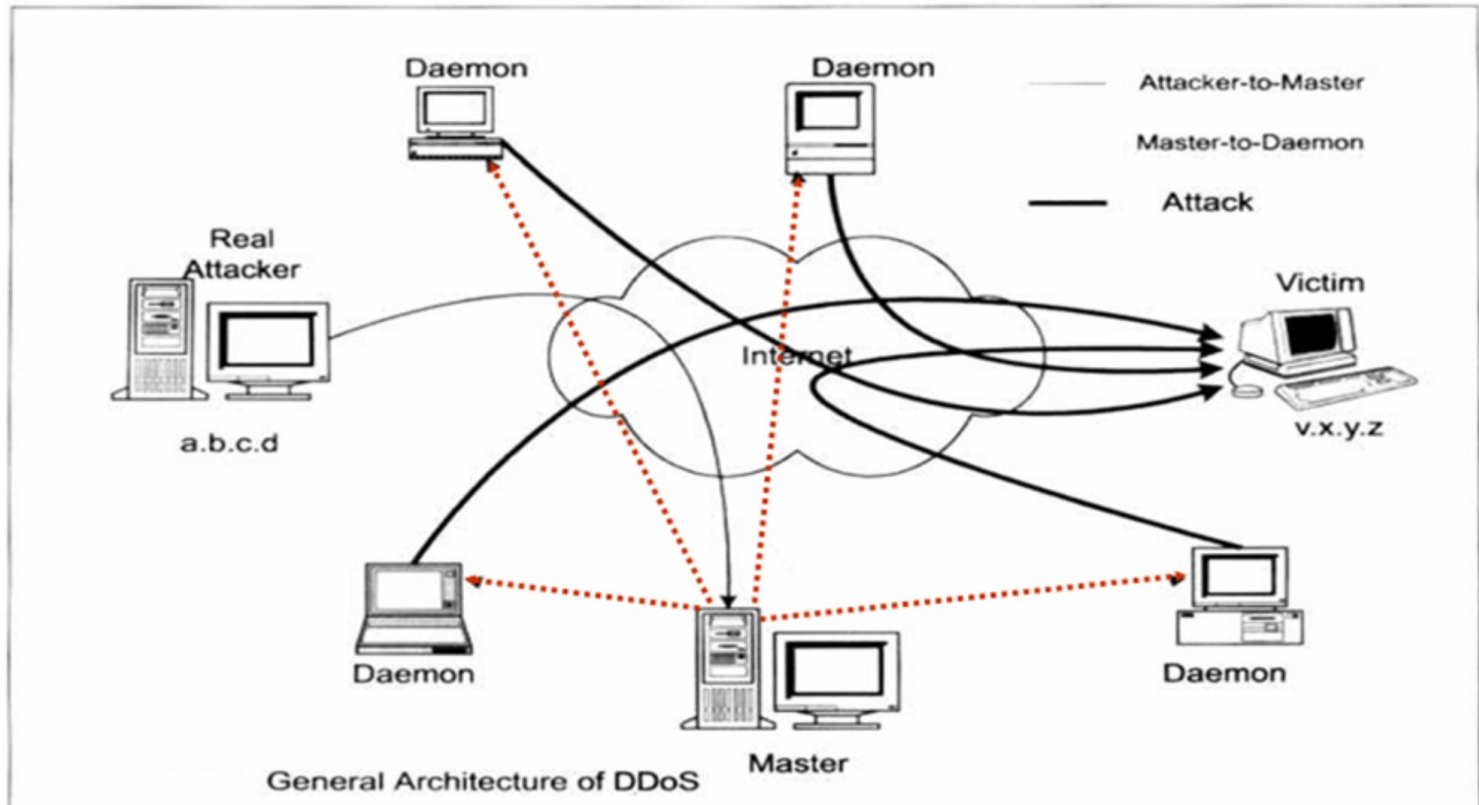 Daemon
Daemon
Attacker-to-Master
Master-to-Daemon
Attack
Real
Attacker
Victim
Internet
a.b.c.d
v.x.y.z
Daemon
Daemon
Master
General Architecture of DDoS